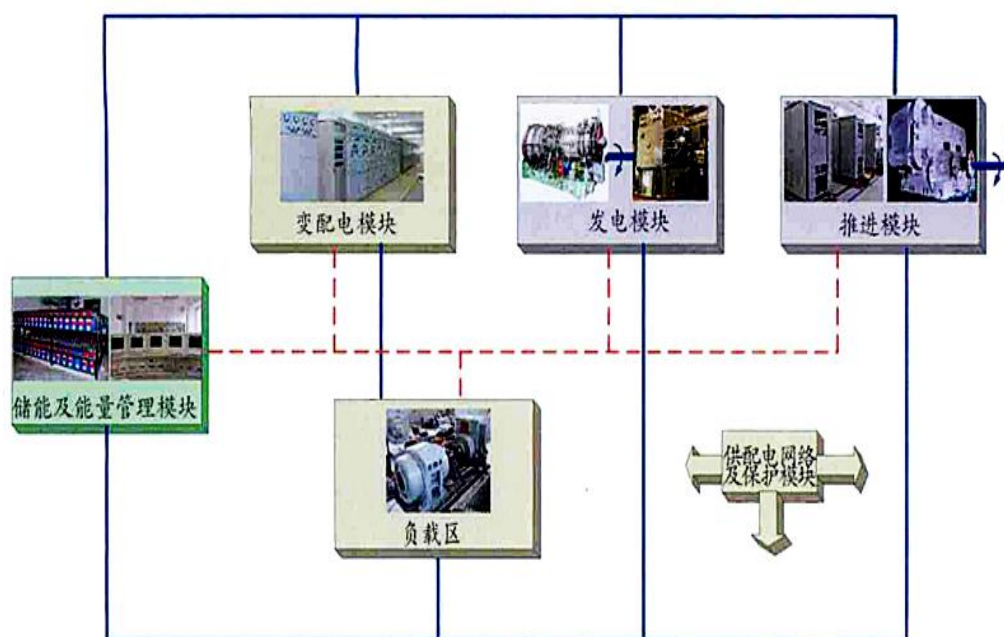 变配电模块
发电模块
推进模块
储能及能量管理模块
供配电网络
及保护模块
负载区